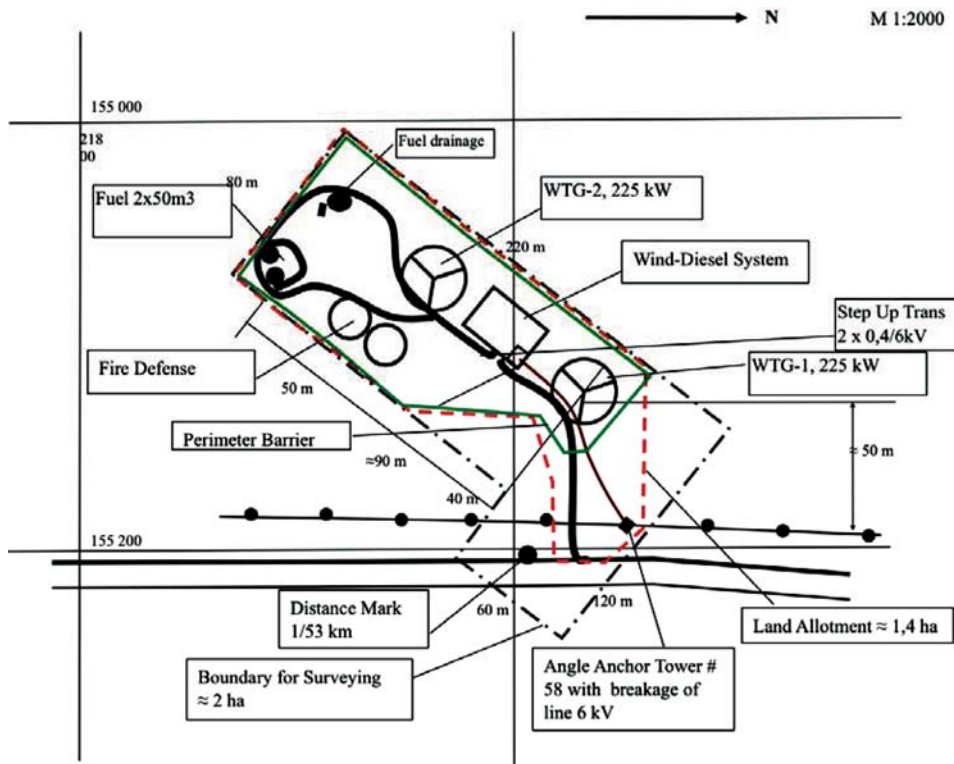 N
M 1:2000
155 000
218
00
Fuel drainage
80 m
Fuel 2x50m3
WTG-2, 225 kW
220 m
Wind-Diesel System
Step Up Trans
2 x 0,4/6kV
WTG-1, 225 kW
Fire Defense
50 m
Perimeter Barrier
≈90 m
≈ 50 m
40 m
155 200
Distance Mark
1/53 km
60 m
120 m
Land Allotment ≈ 1,4 ha
Boundary for Surveying
≈ 2 ha
Angle Anchor Tower #
58 with breakage of
line 6 kV